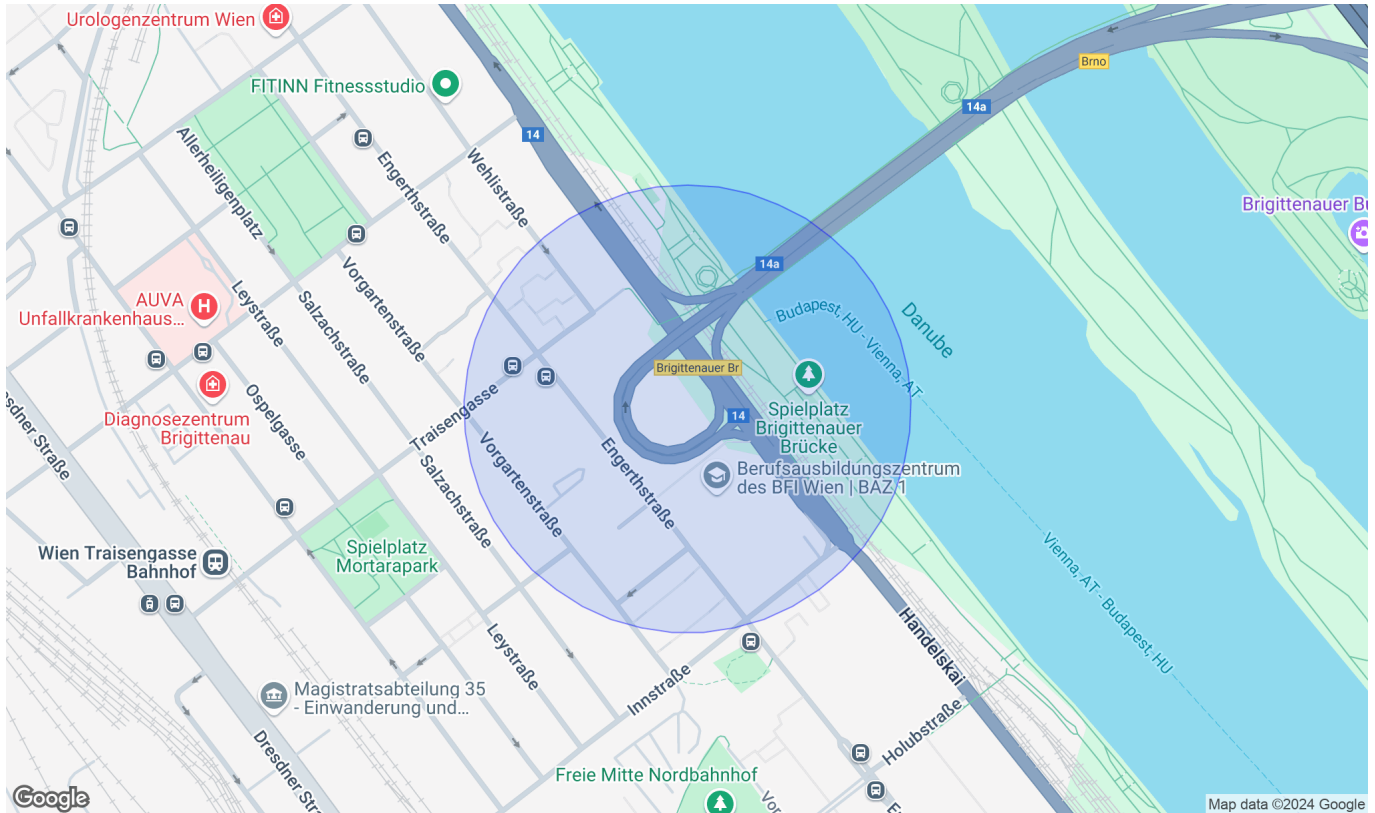 Urologenzentrum Wien
FITINN Fitnessstudio
Brno
14a
14
Allerheiligenplatz
Engerthstraße
Wehlistraße
Brigittenauer Bu
14a
AUVA
Unfallkrankenhaus...
Leystraße
Salzachstraße
Vorgartenstraße
Budapest, HU - Vienna, AT
Danube
Brigittenauer Br
Diagnosezentrum
Brigittenau
Ospelgasse
Traisengasse
14
Spielplatz
Brigittenauer
Brücke
Dresdner Straße
Salzachstraße
Vorgartenstraße
Engerthstraße
Berufsausbildungszentrum
des BFI Wien | BAZ 1
Wien Traisengasse
Bahnhof
Spielplatz
Mortarapark
Vienna, AT - Budapest, HU
Leystraße
Handelskai
Magistratsabteilung 35
- Einwanderung und...
Innstraße
Holubstraße
Dresdner Stra
Freie Mitte Nordbahnhof
Vor
E
Google
Map data ©2024 Google